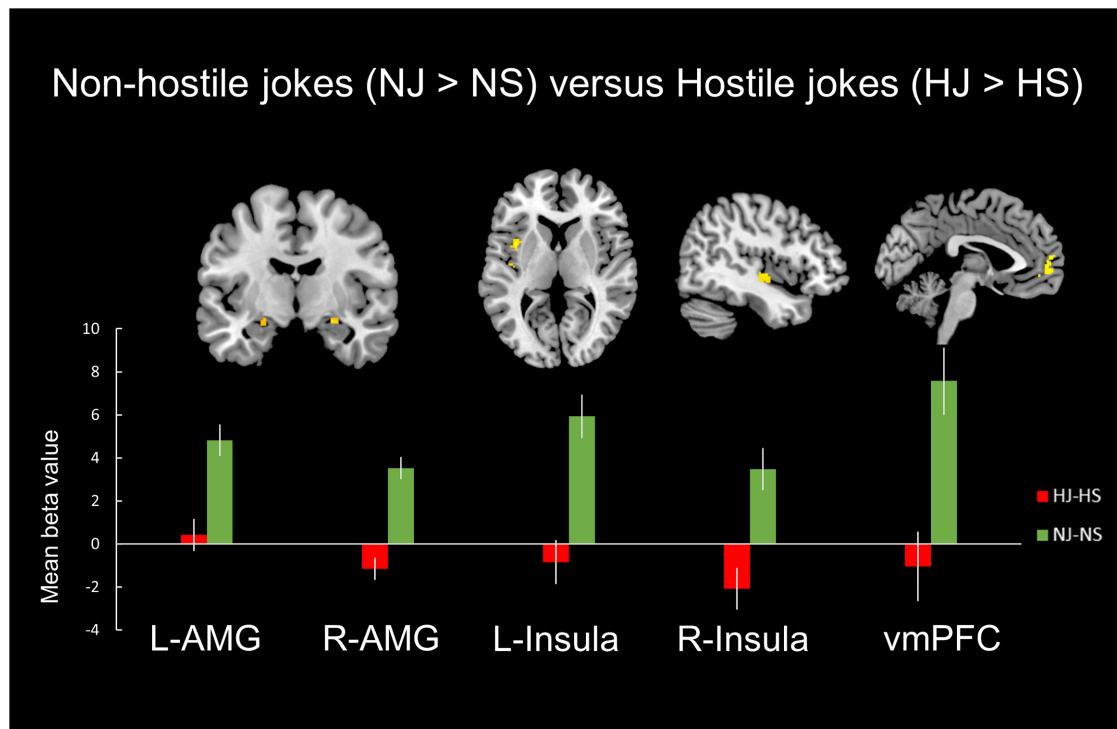 Non-hostile jokes (NJ > NS) versus Hostile jokes (HJ > HS)
10
8
6
4
2
0
-2
-4
Mean beta value
HJ-HS
NJ-NS
L-AMG
R-AMG
L-Insula
R-Insula
vmPFC